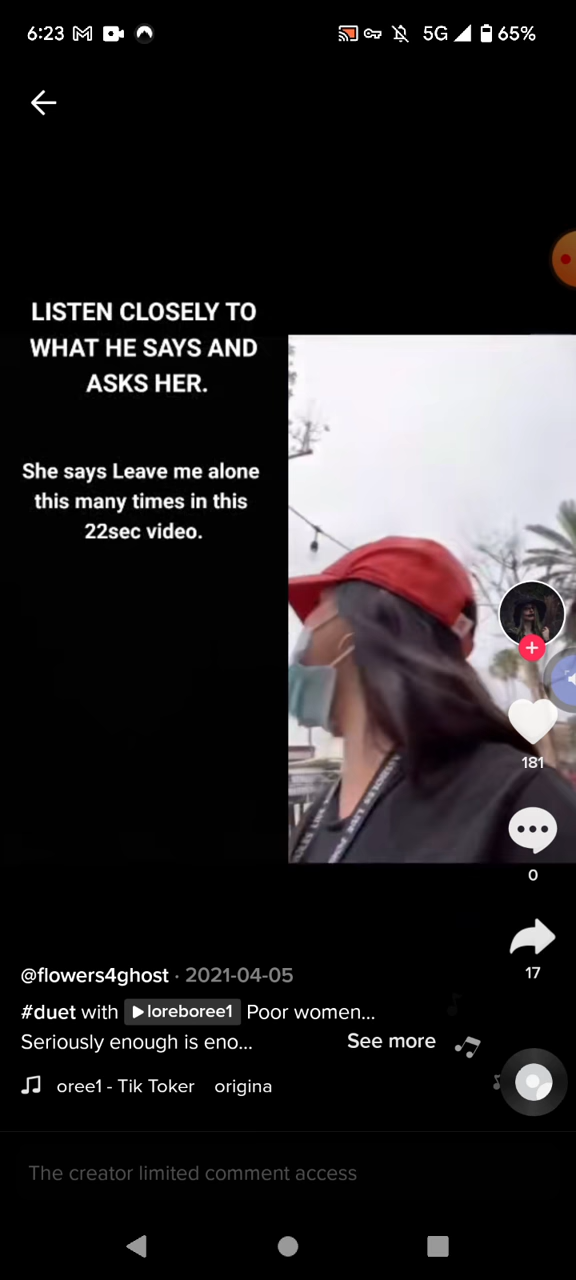 6:23
5G
65%
LISTEN CLOSELY TO
WHAT HE SAYS AND
ASKS HER.
She says Leave me alone
this many times in this
22sec video.
181
0
17
@flowers4ghost · 2021-04-05
#duet with loreboree1 Poor women...
Seriously enough is eno... See more
oree1 - Tik Toker origina
The creator limited comment access